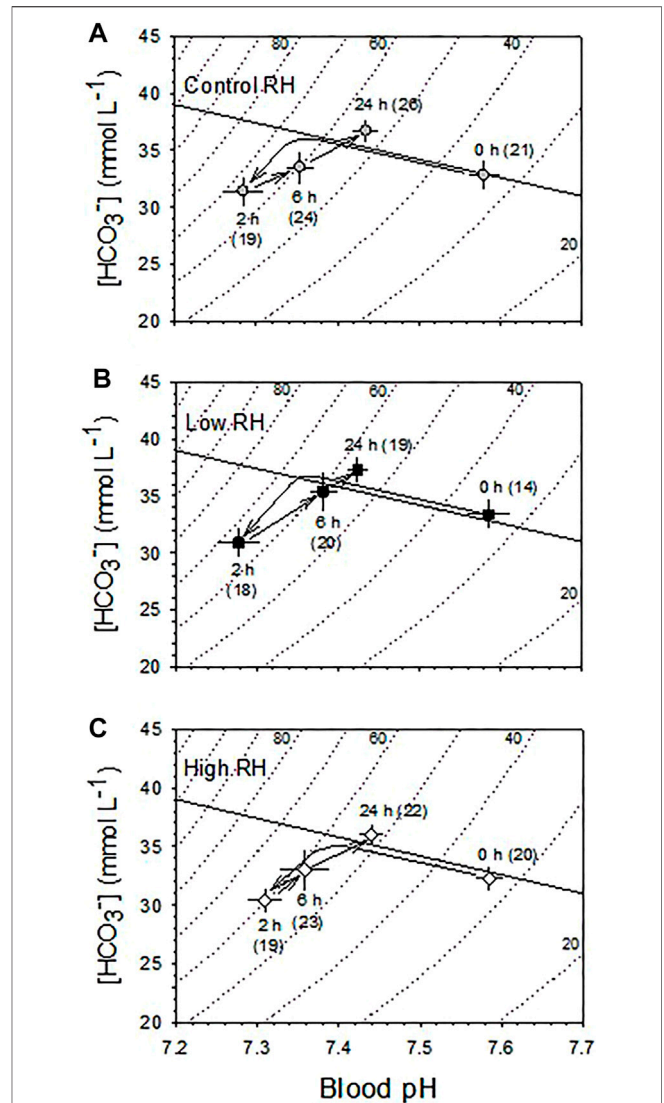 A
45
80
60
40
Control RH
40
24 h (26)
35
0 h (21)
[HCO₃⁻] (mmol L⁻¹)
30
2 h
(19)
6 h
(24)
25
20
20
B
45
80
60
40
Low RH
40
24 h (19)
35
0 h (14)
[HCO₃⁻] (mmol L⁻¹)
30
6 h
(20)
2 h
(18)
25
20
20
C
45
80
60
40
High RH
40
24 h (22)
35
0 h (20)
[HCO₃⁻] (mmol L⁻¹)
30
2 h
(19)
6 h
(23)
25
20
20
7.2 7.3 7.4 7.5 7.6 7.7
Blood pH